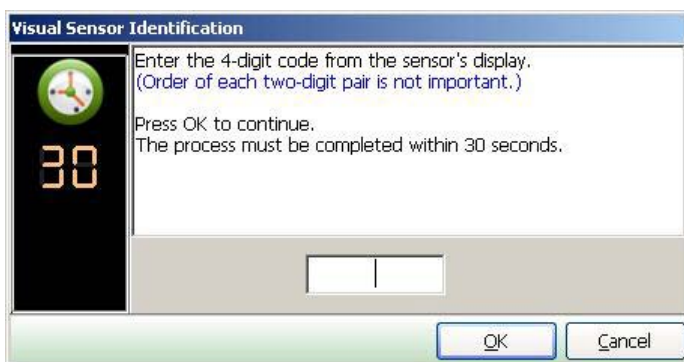 Visual Sensor Identification
Enter the 4-digit code from the sensor's display.
(Order of each two-digit pair is not important.)
Press OK to continue.
The process must be completed within 30 seconds.
30
OK
Cancel